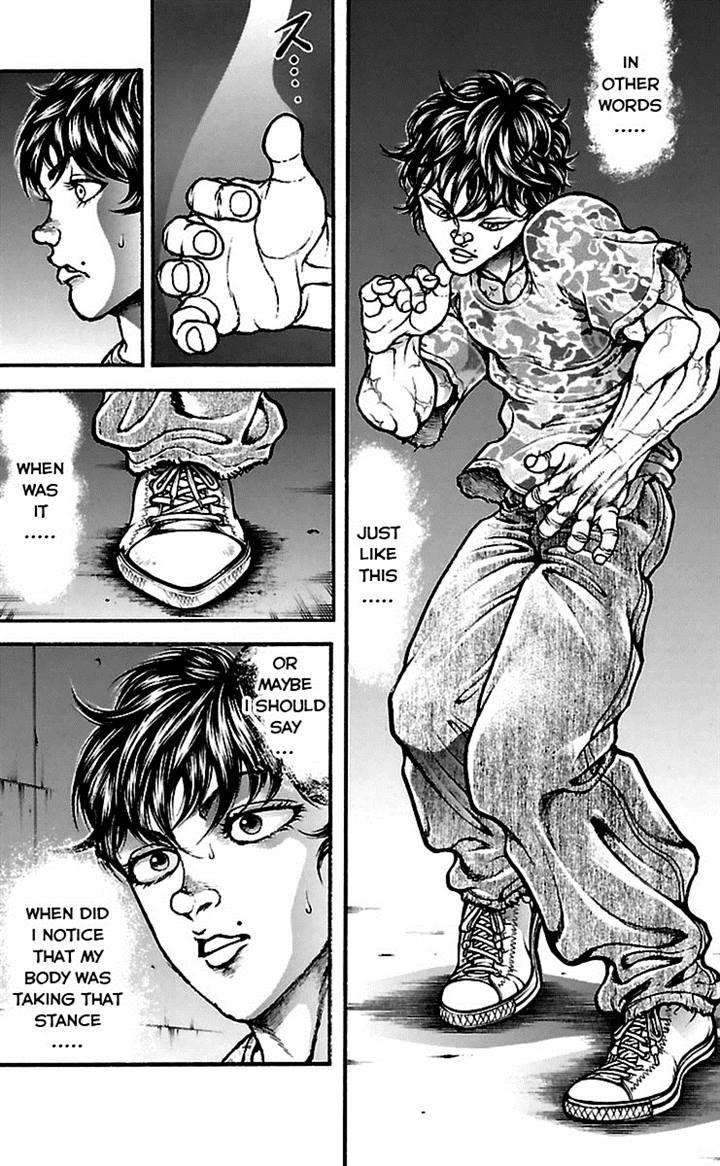 IN
OTHER
WORDS
.....
JUST
LIKE
THIS
.....
ス....
WHEN
WAS
IT
.....
OR
MAYBE
I SHOULD
SAY
...
WHEN DID
I NOTICE
THAT MY
BODY WAS
TAKING THAT
STANCE
.....